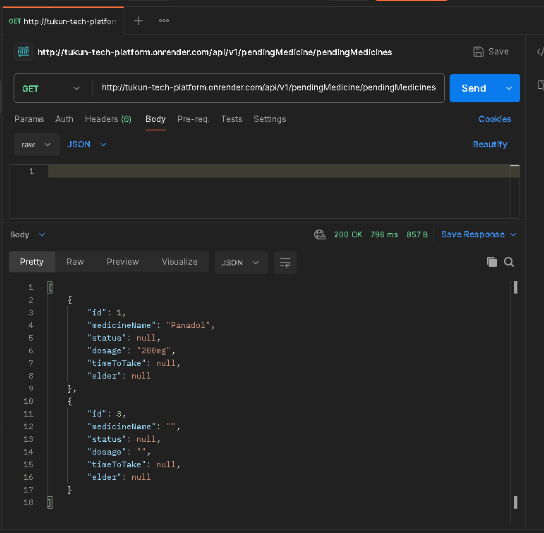 GET http://tukun-tech-platforn
http://tukun-tech-platform.onrender.com/api/v1/pendingMedicine/pendingMedicines
Save
GET http://tukun-tech-platform.onrender.com/api/v1/pendingMedicine/pendingMedicines Send
Params Auth Headers (6) Body Pre-req. Tests Settings Cookies
raw JSON Beautify
1
Body 200 OK 796 ms 857 B Save Response
Pretty Raw Preview Visualize JSON
1 [
2 {
3 "id": 1,
4 "medicineName": "Panadol",
5 "status": null,
6 "dosage": "200mg",
7 "timeToTake": null,
8 "elder": null
9 },
10 {
11 "id": 3,
12 "medicineName": "",
13 "status": null,
14 "dosage": "",
15 "timeToTake": null,
16 "elder": null
17 }
18 ]